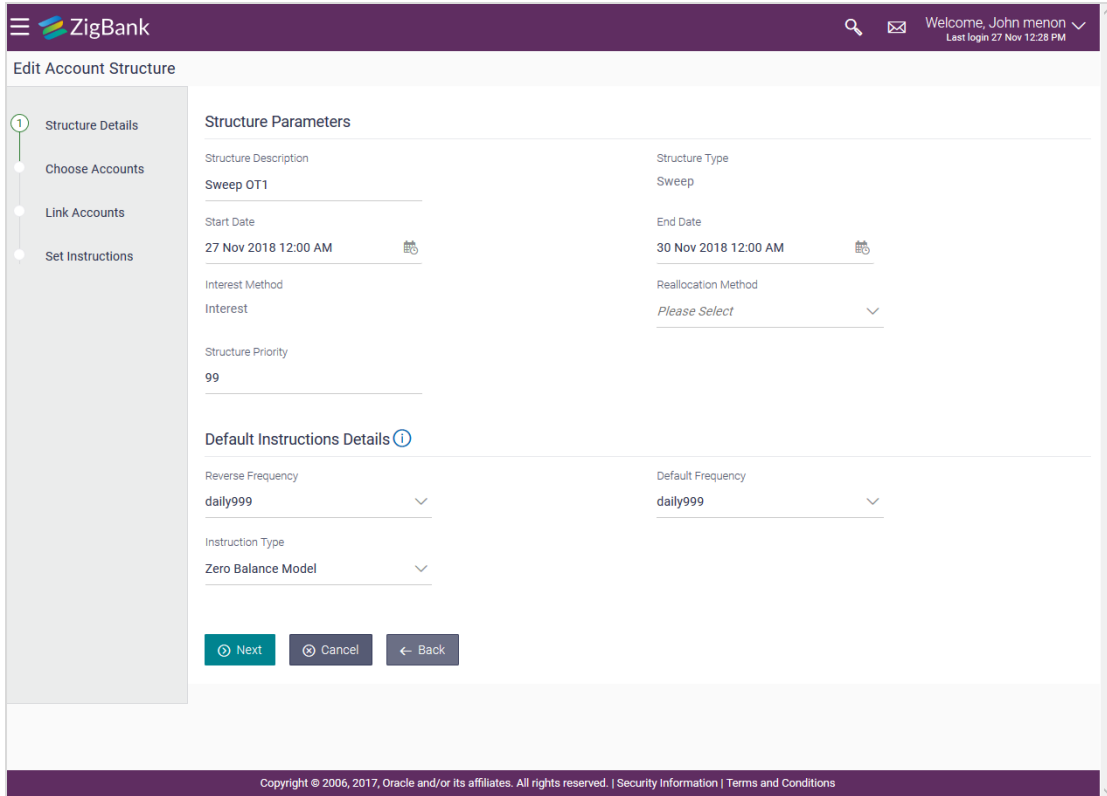 ZigBank
Welcome, John menon
Last login 27 Nov 12:28 PM
Edit Account Structure
1 Structure Details
Choose Accounts
Link Accounts
Set Instructions
Structure Parameters
Structure Description
Structure Type
Sweep OT1
Sweep
Start Date
End Date
27 Nov 2018 12:00 AM
30 Nov 2018 12:00 AM
Interest Method
Reallocation Method
Interest
Please Select
Structure Priority
99
Default Instructions Details i
Reverse Frequency
Default Frequency
daily999
daily999
Instruction Type
Zero Balance Model
Next
Cancel
Back
Copyright © 2006, 2017, Oracle and/or its affiliates. All rights reserved. | Security Information | Terms and Conditions